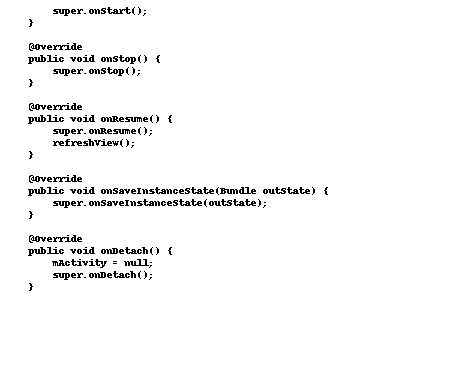 super.onStart();
}
@Override
public void onStop() {
super.onStop();
}
@Override
public void onResume() {
super.onResume();
refreshView();
}
@Override
public void onSaveInstanceState(Bundle outState) {
super.onSaveInstanceState(outState);
}
@Override
public void onDetach() {
mActivity = null;
super.onDetach();
}